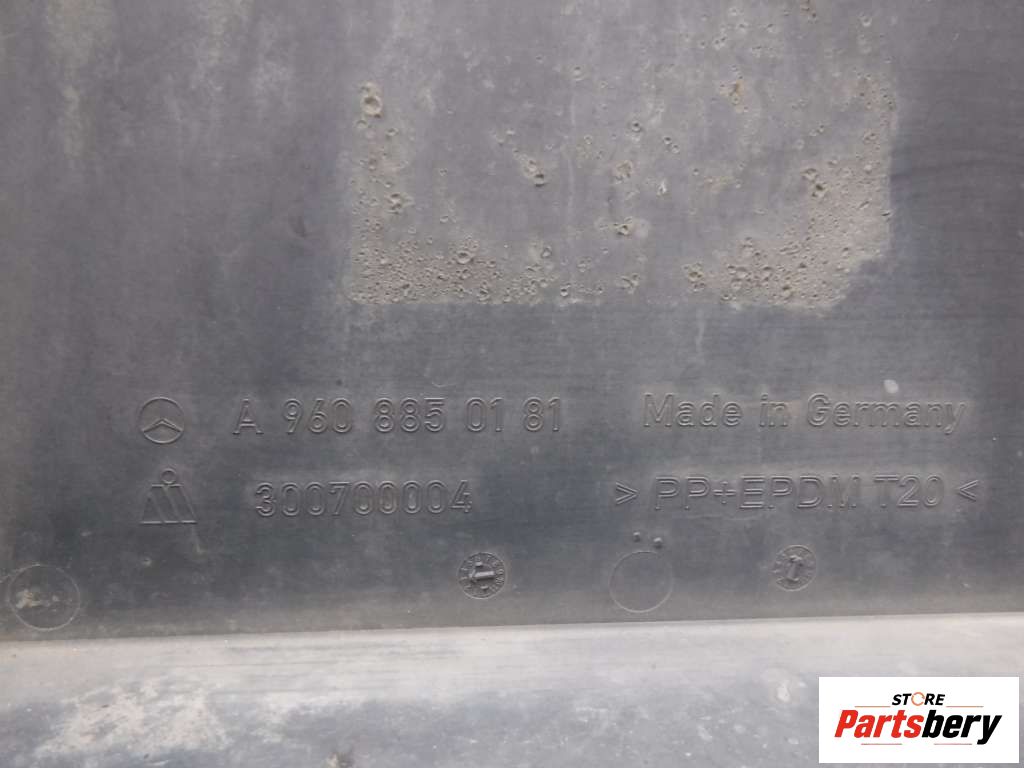 A 960 885 01 81 Made in Germany
300700004 > PP+EPDM T20 <
STORE
Partsbery